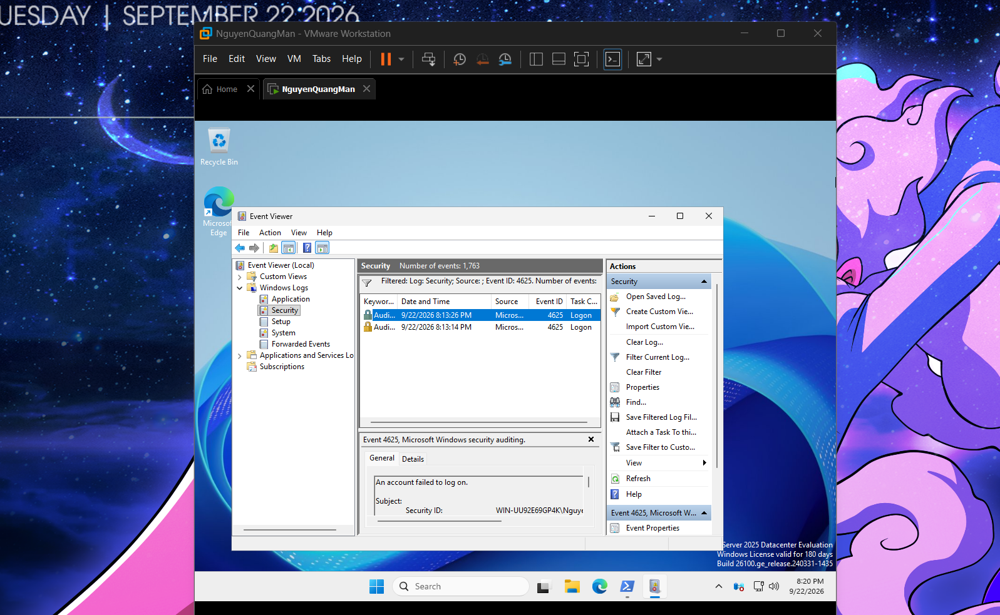 UESDAY | SEPTEMBER 22 2026
NguyenQuangMan - VMware Workstation
File Edit View VM Tabs Help
Home NguyenQuangMan
Recycle Bin
Microsof
Edge
Event Viewer
File Action View Help
Event Viewer (Local)
Custom Views
Windows Logs
Application
Security
Setup
System
Forwarded Events
Applications and Services Lo
Subscriptions
Security Number of events: 1,763
Filtered: Log: Security; Source: ; Event ID: 4625. Number of events:
Keywor... Date and Time Source Event ID Task C...
Audi... 9/22/2026 8:13:26 PM Micros... 4625 Logon
Audi... 9/22/2026 8:13:14 PM Micros... 4625 Logon
Event 4625, Microsoft Windows security auditing.
General Details
An account failed to log on.
Subject:
Security ID: WIN-UU92E69GP4K\Nguye
Actions
Security
Open Saved Log...
Create Custom Vie...
Import Custom Vie...
Clear Log...
Filter Current Log...
Clear Filter
Properties
Find...
Save Filtered Log Fil...
Attach a Task To thi...
Save Filter to Custo...
View
Refresh
Help
Event 4625, Microsoft W...
Event Properties
Server 2025 Datacenter Evaluation
Windows License valid for 180 days
Build 26100.ge_release.240331-1435
Search
8:20 PM
9/22/2026